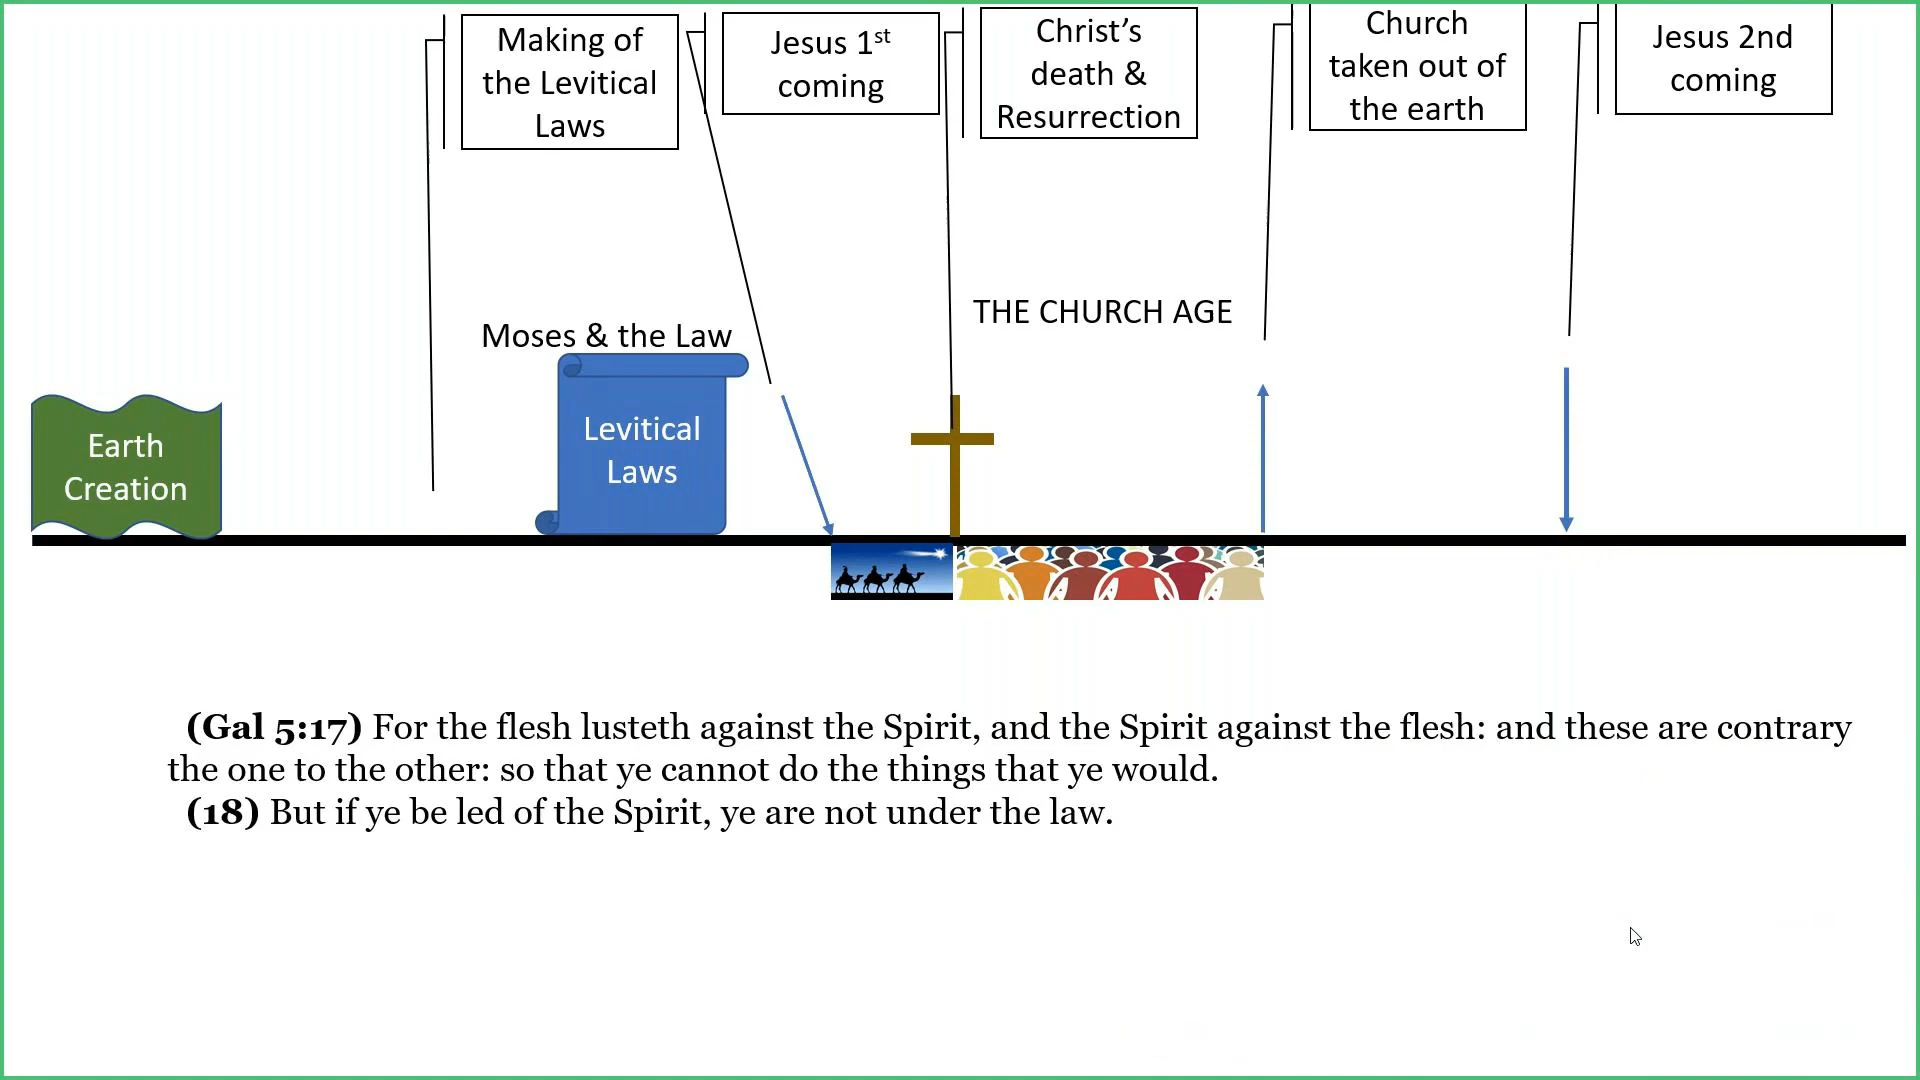 Making of
the Levitical
Laws
Jesus 1st
coming
Christ’s
death &
Resurrection
Church
taken out of
the earth
Jesus 2nd
coming
THE CHURCH AGE
Moses & the Law
Levitical
Laws
Earth
Creation
(Gal 5:17) For the flesh lusteth against the Spirit, and the Spirit against the flesh: and these are contrary
the one to the other: so that ye cannot do the things that ye would.
(18) But if ye be led of the Spirit, ye are not under the law.